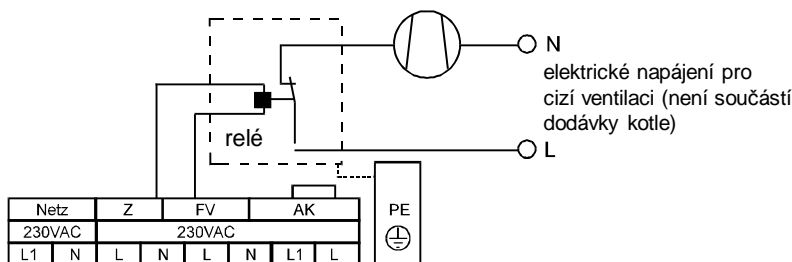 N
elektrické napájení pro
cizí ventilaci (není součástí
dodávky kotle)
relé
L
Netz Z FV AK PE
230VAC 230VAC
L1 N L N L N L1 L